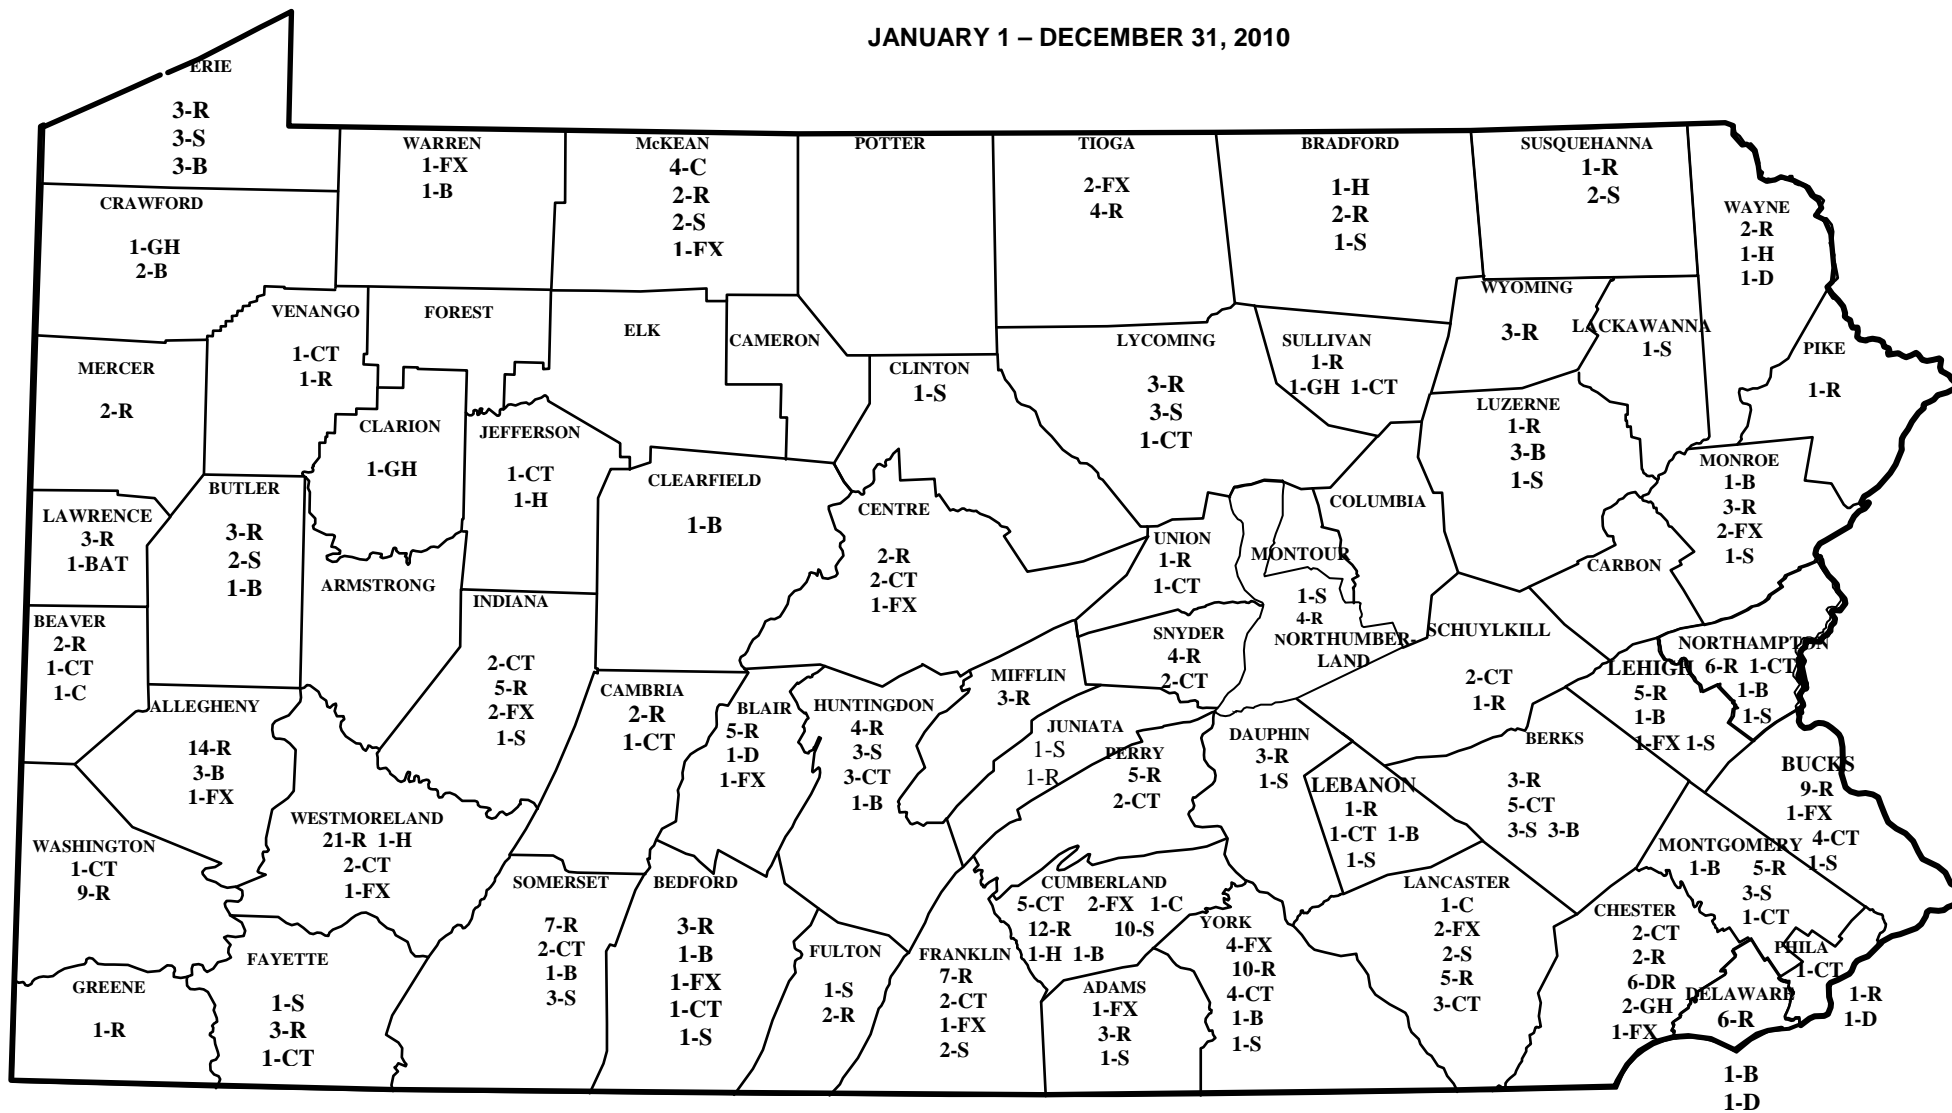 JANUARY 1 – DECEMBER 31, 2010
ERIE
3-R
3-S
3-B
CRAWFORD
1-GH
2-B
WARREN
1-FX
1-B
McKEAN
4-C
2-R
2-S
1-FX
POTTER
TIOGA
2-FX
4-R
BRADFORD
1-H
2-R
1-S
SUSQUEHANNA
1-R
2-S
WAYNE
2-R
1-H
1-D
MERCER
2-R
VENANGO
1-CT
1-R
FOREST
ELK
CAMERON
CLINTON
1-S
LYCOMING
3-R
3-S
1-CT
SULLIVAN
1-R
1-GH 1-CT
WYOMING
3-R
LACKAWANNA
1-S
PIKE
1-R
CLARION
1-GH
JEFFERSON
1-CT
1-H
CLEARFIELD
1-B
CENTRE
2-R
2-CT
1-FX
LUZERNE
1-R
3-B
1-S
MONROE
1-B
3-R
2-FX
1-S
LAWRENCE
3-R
1-BAT
BUTLER
3-R
2-S
1-B
ARMSTRONG
INDIANA
2-CT
5-R
2-FX
1-S
UNION
1-R
1-CT
MONTOUR
COLUMBIA
CARBON
1-S
4-R
NORTHUMBER-
LAND
BEAVER
2-R
1-CT
1-C
SNYDER
4-R
2-CT
SCHUYLKILL
2-CT
1-R
LEHIGH
5-R
1-B
1-FX 1-S
NORTHAMPTON
6-R 1-CT
1-B
1-S
ALLEGHENY
14-R
3-B
1-FX
CAMBRIA
2-R
1-CT
BLAIR
5-R
1-D
1-FX
HUNTINGDON
4-R
3-S
3-CT
1-B
MIFFLIN
3-R
JUNIATA
1-S
1-R
PERRY
5-R
2-CT
DAUPHIN
3-R
1-S
LEBANON
1-R
1-CT 1-B
1-S
BERKS
3-R
5-CT
3-S 3-B
BUCKS
9-R
1-FX
4-CT
1-S
WASHINGTON
1-CT
9-R
WESTMORELAND
21-R 1-H
2-CT
1-FX
SOMERSET
7-R
2-CT
1-B
3-S
BEDFORD
3-R
1-B
1-FX
1-CT
1-S
FULTON
1-S
2-R
FRANKLIN
7-R
2-CT
1-FX
2-S
CUMBERLAND
5-CT 2-FX 1-C
12-R 10-S
1-H 1-B
ADAMS
1-FX
3-R
1-S
YORK
4-FX
10-R
4-CT
1-B
1-S
LANCASTER
1-C
2-FX
2-S
5-R
3-CT
CHESTER
2-CT
2-R
6-DR
2-GH
1-FX
MONTGOMERY
1-B 5-R
3-S
1-CT
PHILA
1-CT
1-R
1-D
DELAWARE
6-R
1-B
1-D
GREENE
1-R
FAYETTE
1-S
3-R
1-CT